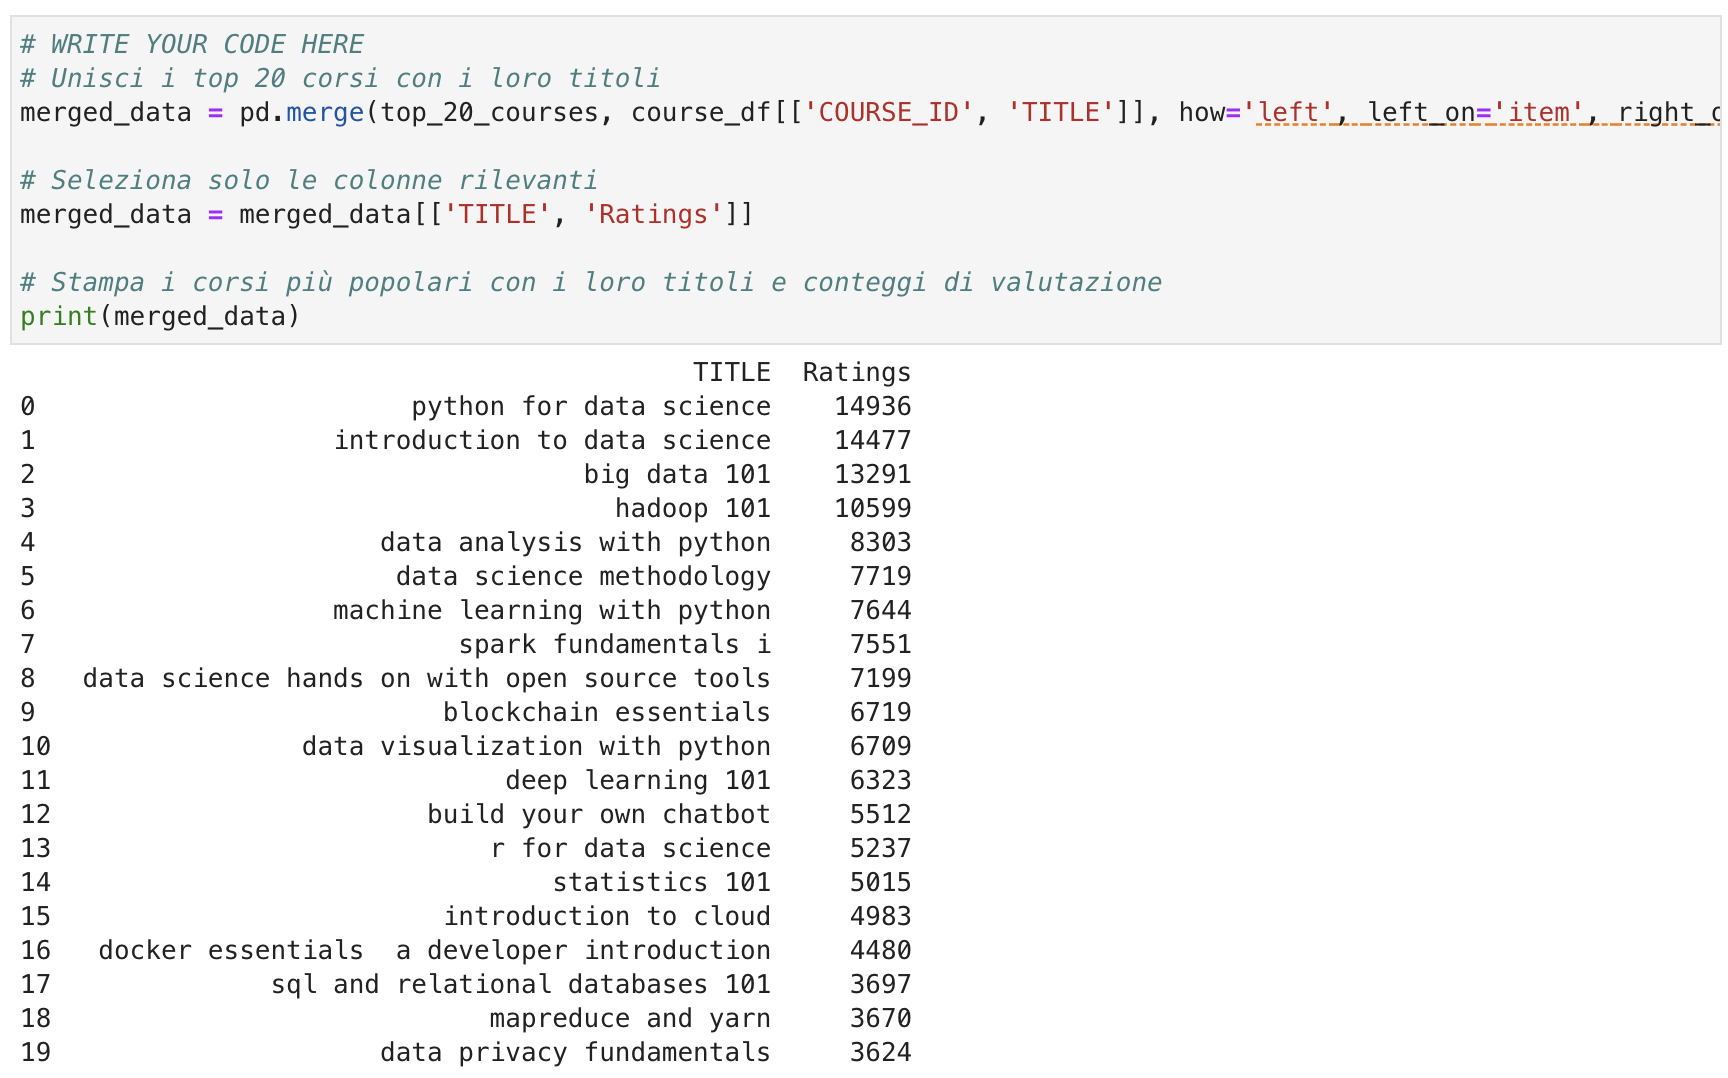 # WRITE YOUR CODE HERE
# Unisci i top 20 corsi con i loro titoli
merged_data = pd.merge(top_20_courses, course_df[['COURSE_ID', 'TITLE']], how='left', left_on='item', right_o
# Seleziona solo le colonne rilevanti
merged_data = merged_data[['TITLE', 'Ratings']]
# Stampa i corsi più popolari con i loro titoli e conteggi di valutazione
print(merged_data)
TITLE Ratings
0 python for data science 14936
1 introduction to data science 14477
2 big data 101 13291
3 hadoop 101 10599
4 data analysis with python 8303
5 data science methodology 7719
6 machine learning with python 7644
7 spark fundamentals i 7551
8 data science hands on with open source tools 7199
9 blockchain essentials 6719
10 data visualization with python 6709
11 deep learning 101 6323
12 build your own chatbot 5512
13 r for data science 5237
14 statistics 101 5015
15 introduction to cloud 4983
16 docker essentials  a developer introduction 4480
17 sql and relational databases 101 3697
18 mapreduce and yarn 3670
19 data privacy fundamentals 3624